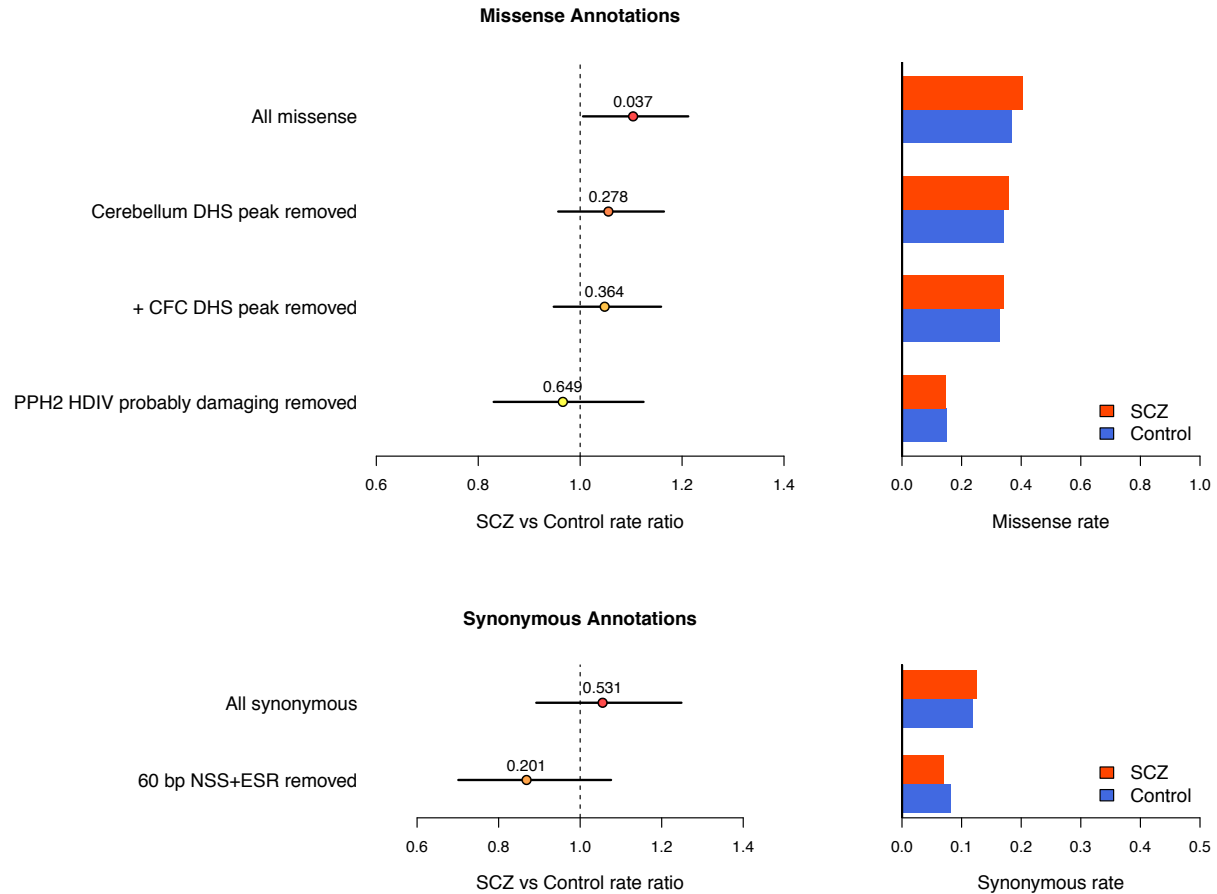 Missense Annotations
All missense
0.037
Cerebellum DHS peak removed
0.278
+ CFC DHS peak removed
0.364
PPH2 HDIV probably damaging removed
0.649
0.6 0.8 1.0 1.2 1.4
SCZ vs Control rate ratio
SCZ
Control
0.0 0.2 0.4 0.6 0.8 1.0
Missense rate
Synonymous Annotations
All synonymous
0.531
60 bp NSS+ESR removed
0.201
0.6 0.8 1.0 1.2 1.4
SCZ vs Control rate ratio
SCZ
Control
0.0 0.1 0.2 0.3 0.4 0.5
Synonymous rate